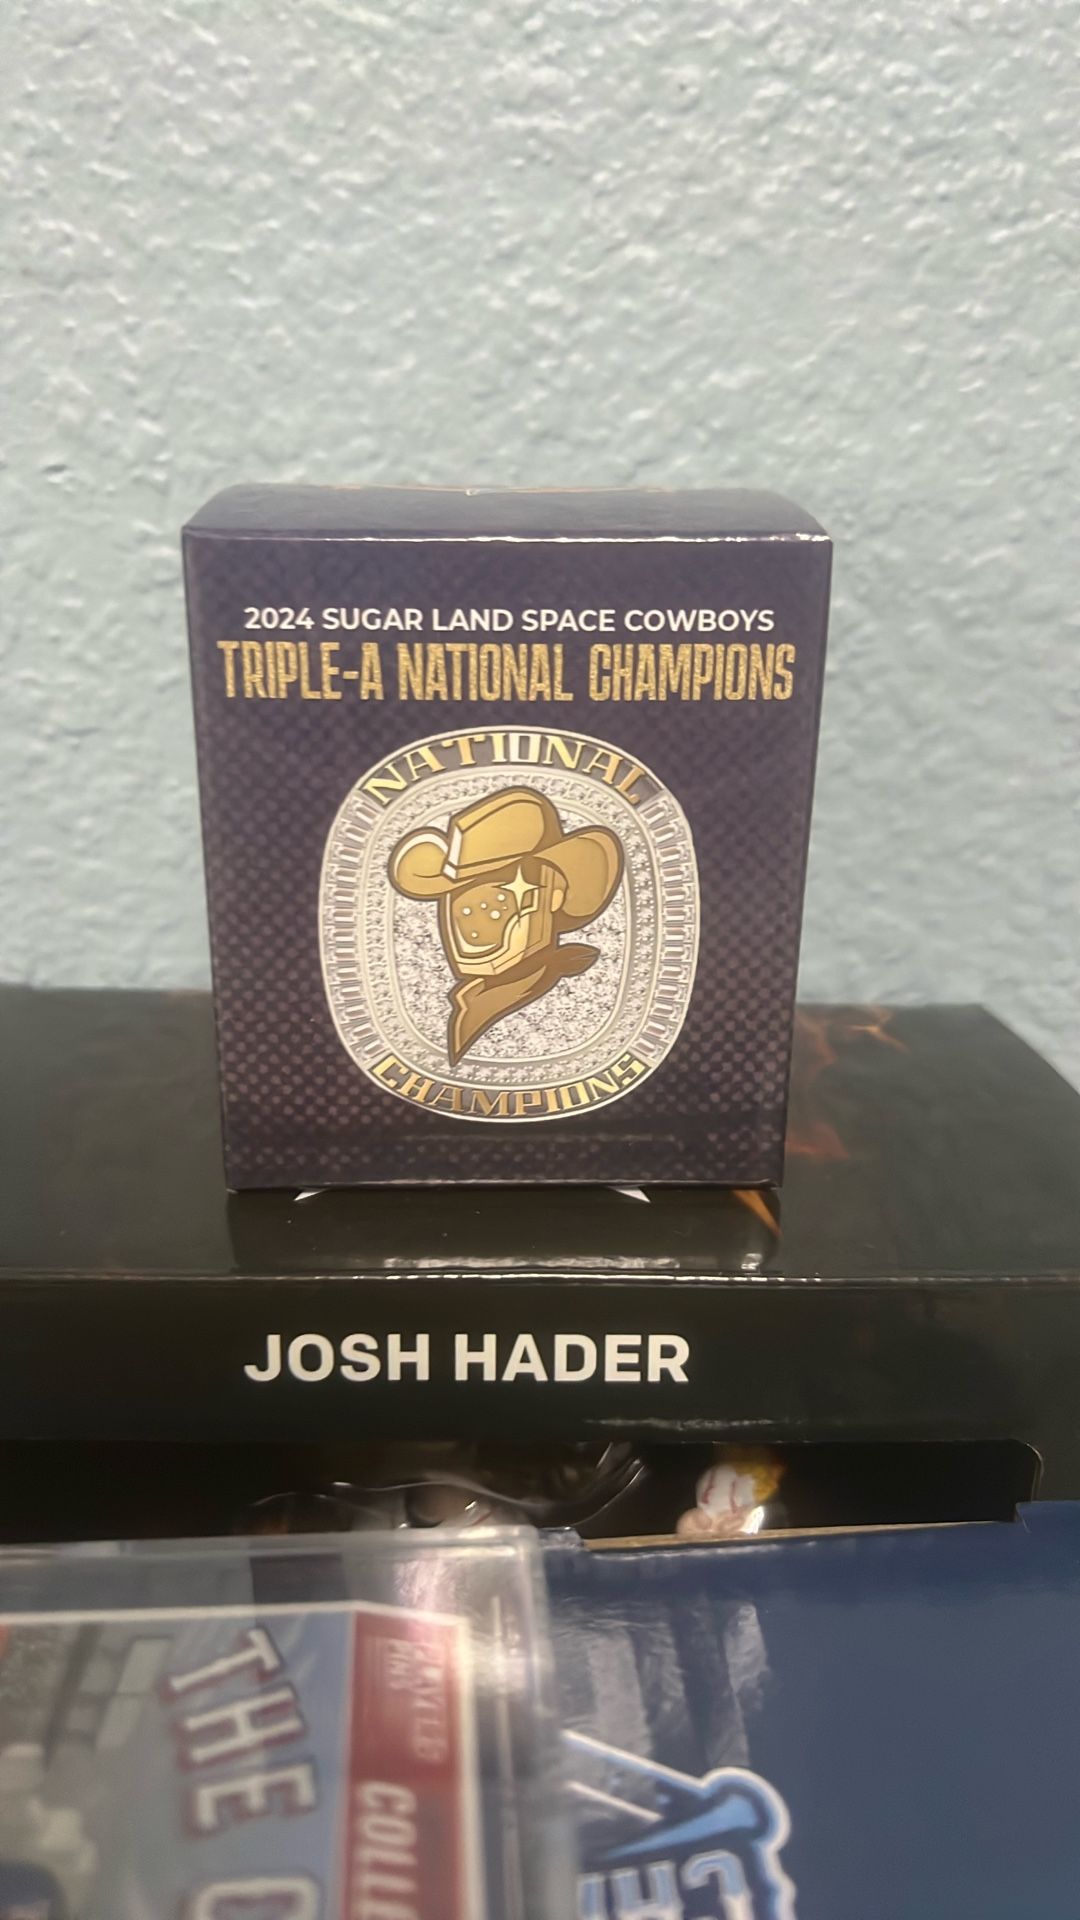 2024 SUGAR LAND SPACE COWBOYS
TRIPLE-A NATIONAL CHAMPIONS
NATIONAL
CHAMPIONS
JOSH HADER
THE